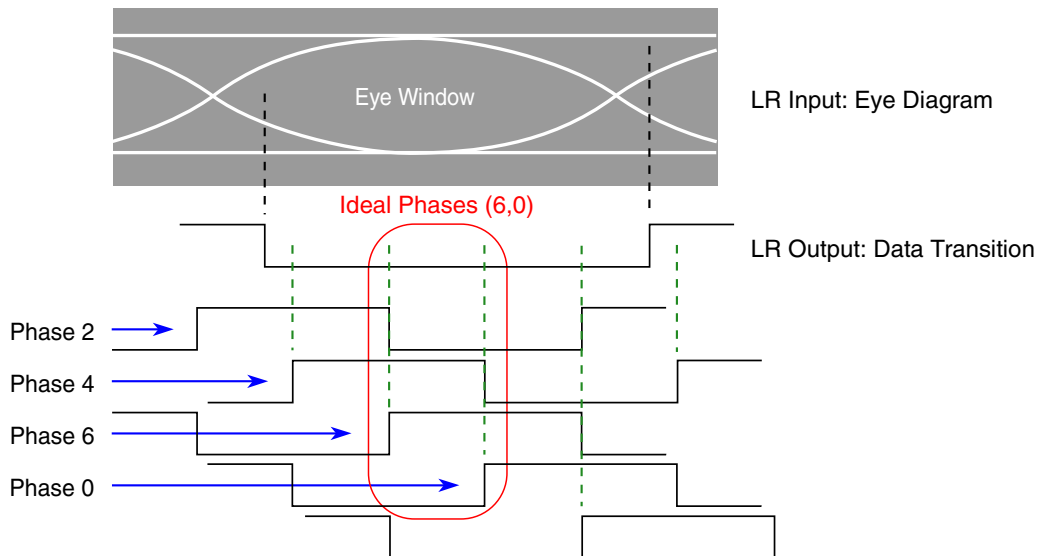 Eye Window
LR Input: Eye Diagram
Ideal Phases (6,0)
LR Output: Data Transition
Phase 2
Phase 4
Phase 6
Phase 0